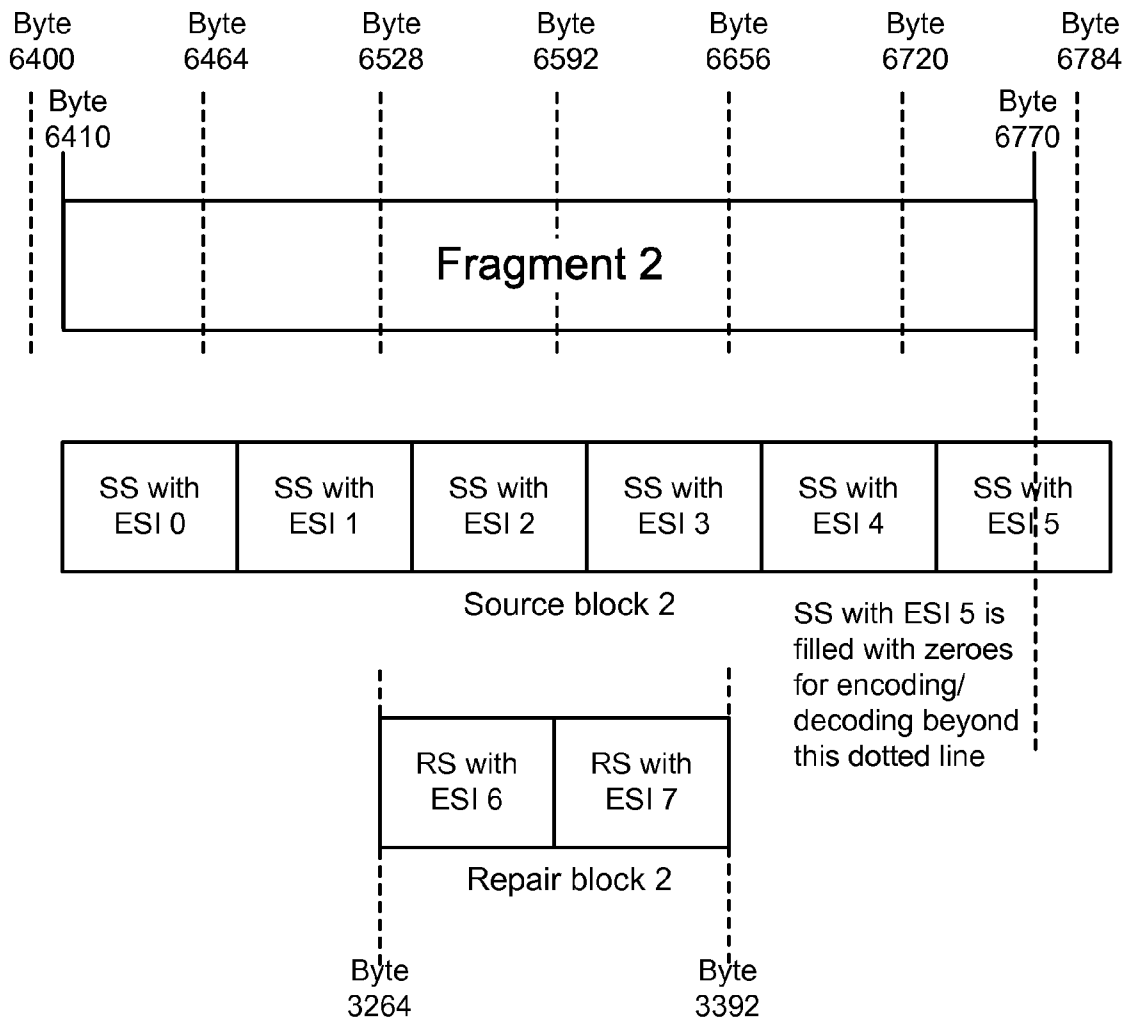 Byte 6400
Byte 6464
Byte 6528
Byte 6592
Byte 6656
Byte 6720
Byte 6784
Byte 6410
Byte 6770
Fragment 2
SS with ESI 0
SS with ESI 1
SS with ESI 2
SS with ESI 3
SS with ESI 4
SS with ESI 5
Source block 2
SS with ESI 5 is
filled with zeroes
for encoding/
decoding beyond
this dotted line
RS with ESI 6
RS with ESI 7
Repair block 2
Byte 3264
Byte 3392